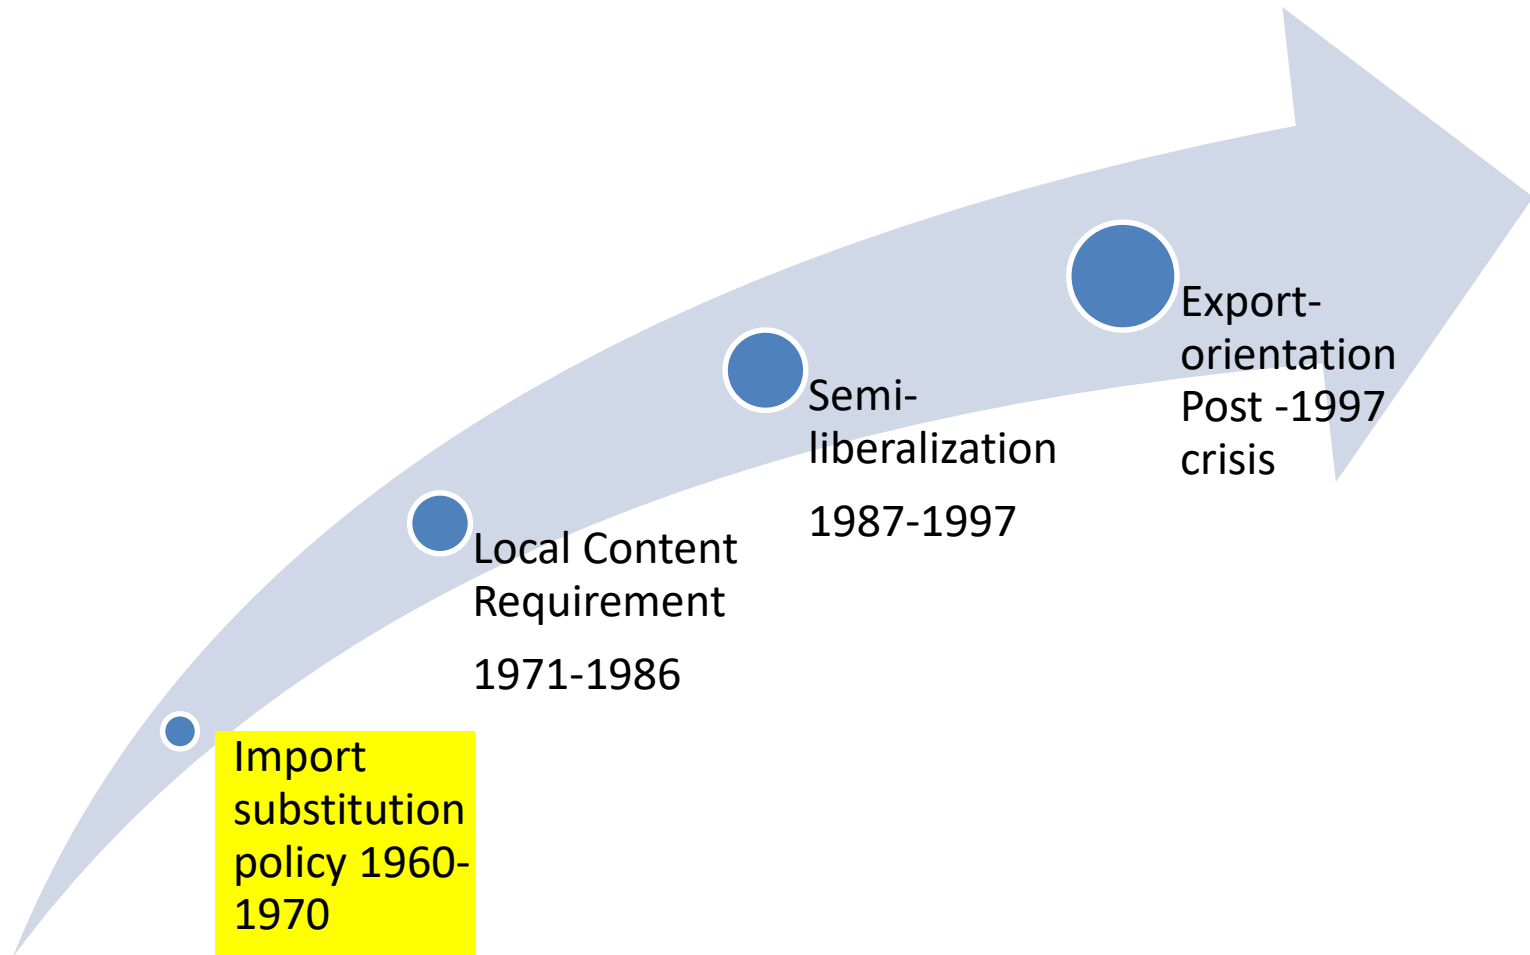 Import
substitution
policy 1960-
1970
Local Content
Requirement
1971-1986
Semi-
liberalization
1987-1997
Export-
orientation
Post -1997
crisis